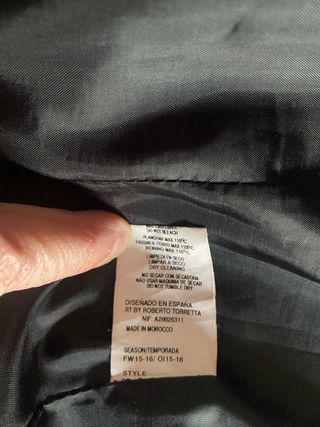 DO NOT BLEACH
PLANCHAR MAX 110ºC
PASSAR A FERRO MAX 110ºC
IRONING MAX 110ºC
LIMPIEZA EN SECO
LIMPAR A SECO
DRY CLEANING
NO SECAR CON SECADORA
NÃO USAR MAQUINA DE SECAR
DO NOT TUMBLE DRY
DISEÑADO EN ESPAÑA
RT BY ROBERTO TORRETTA
NIF: A29826311
MADE IN MOROCCO
SEASON/TEMPORADA
FW15-16/ OI15-16
STYLE